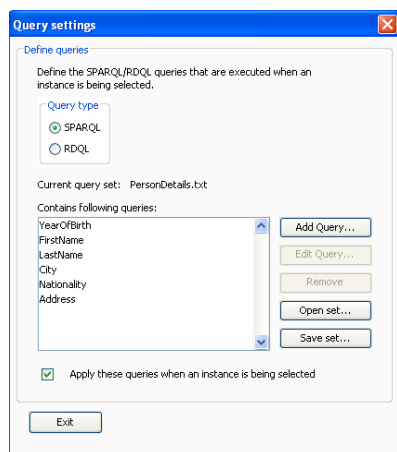 Query settings
Define queries
Define the SPARQL/RDQL queries that are executed when an
instance is being selected.
Query type
SPARQL
RDQL
Current query set: PersonDetails.txt
Contains following queries:
YearOfBirth
FirstName
LastName
City
Nationality
Address
Add Query...
Edit Query...
Remove
Open set...
Save set...
Apply these queries when an instance is being selected
Exit